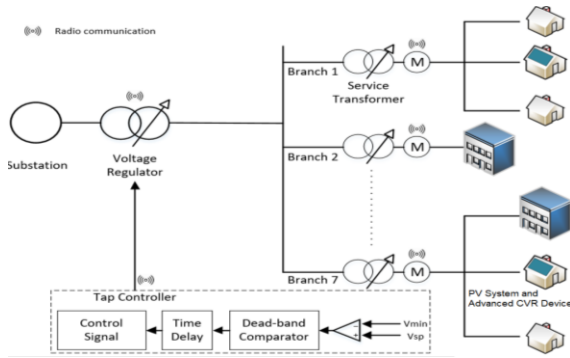 Radio communication
Branch 1
M
Service
Transformer
Substation
Voltage
Regulator
Branch 2
M
Branch 7
M
PV System and
Advanced CVR Device
Tap Controller
Control
Signal
Time
Delay
Dead-band
Comparator
Vmin
Vsp